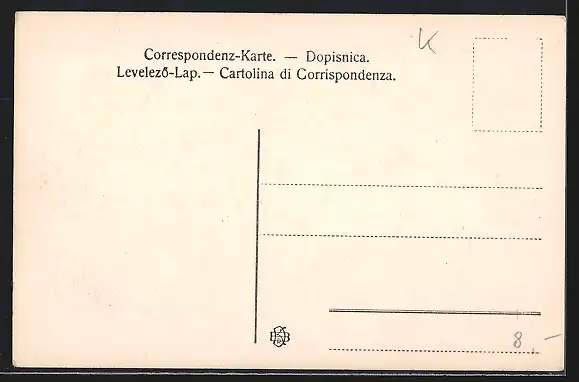 K
Correspondenz-Karte. — Dopisnica.
Levelező-Lap. — Cartolina di Corrispondenza.
8,–